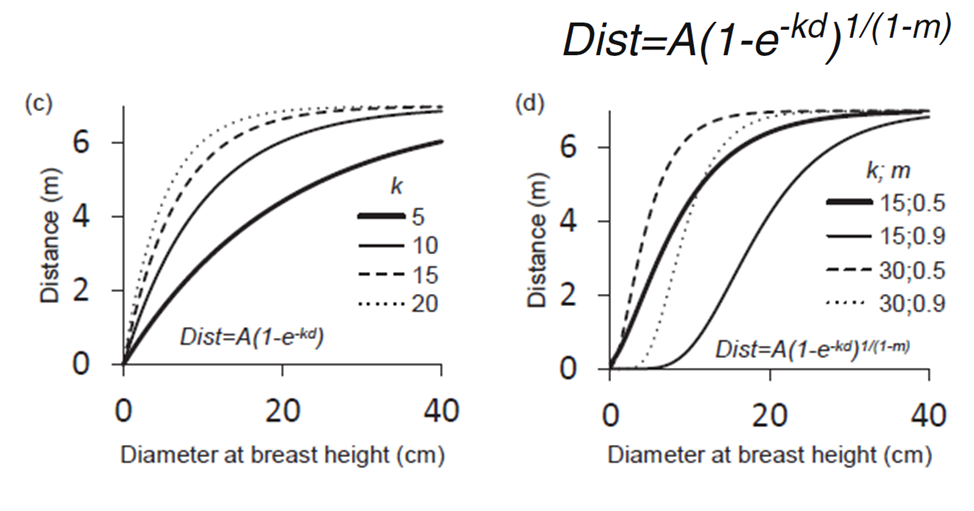 Dist=A(1-e-kd)1/(1-m)
(c)
6
4
2
0
Distance (m)
k
5
10
15
20
Dist=A(1-e-kd)
0 20 40
Diameter at breast height (cm)
(d)
6
4
2
0
Distance (m)
k; m
15;0.5
15;0.9
30;0.5
30;0.9
Dist=A(1-e-kd)1/(1-m)
0 20 40
Diameter at breast height (cm)